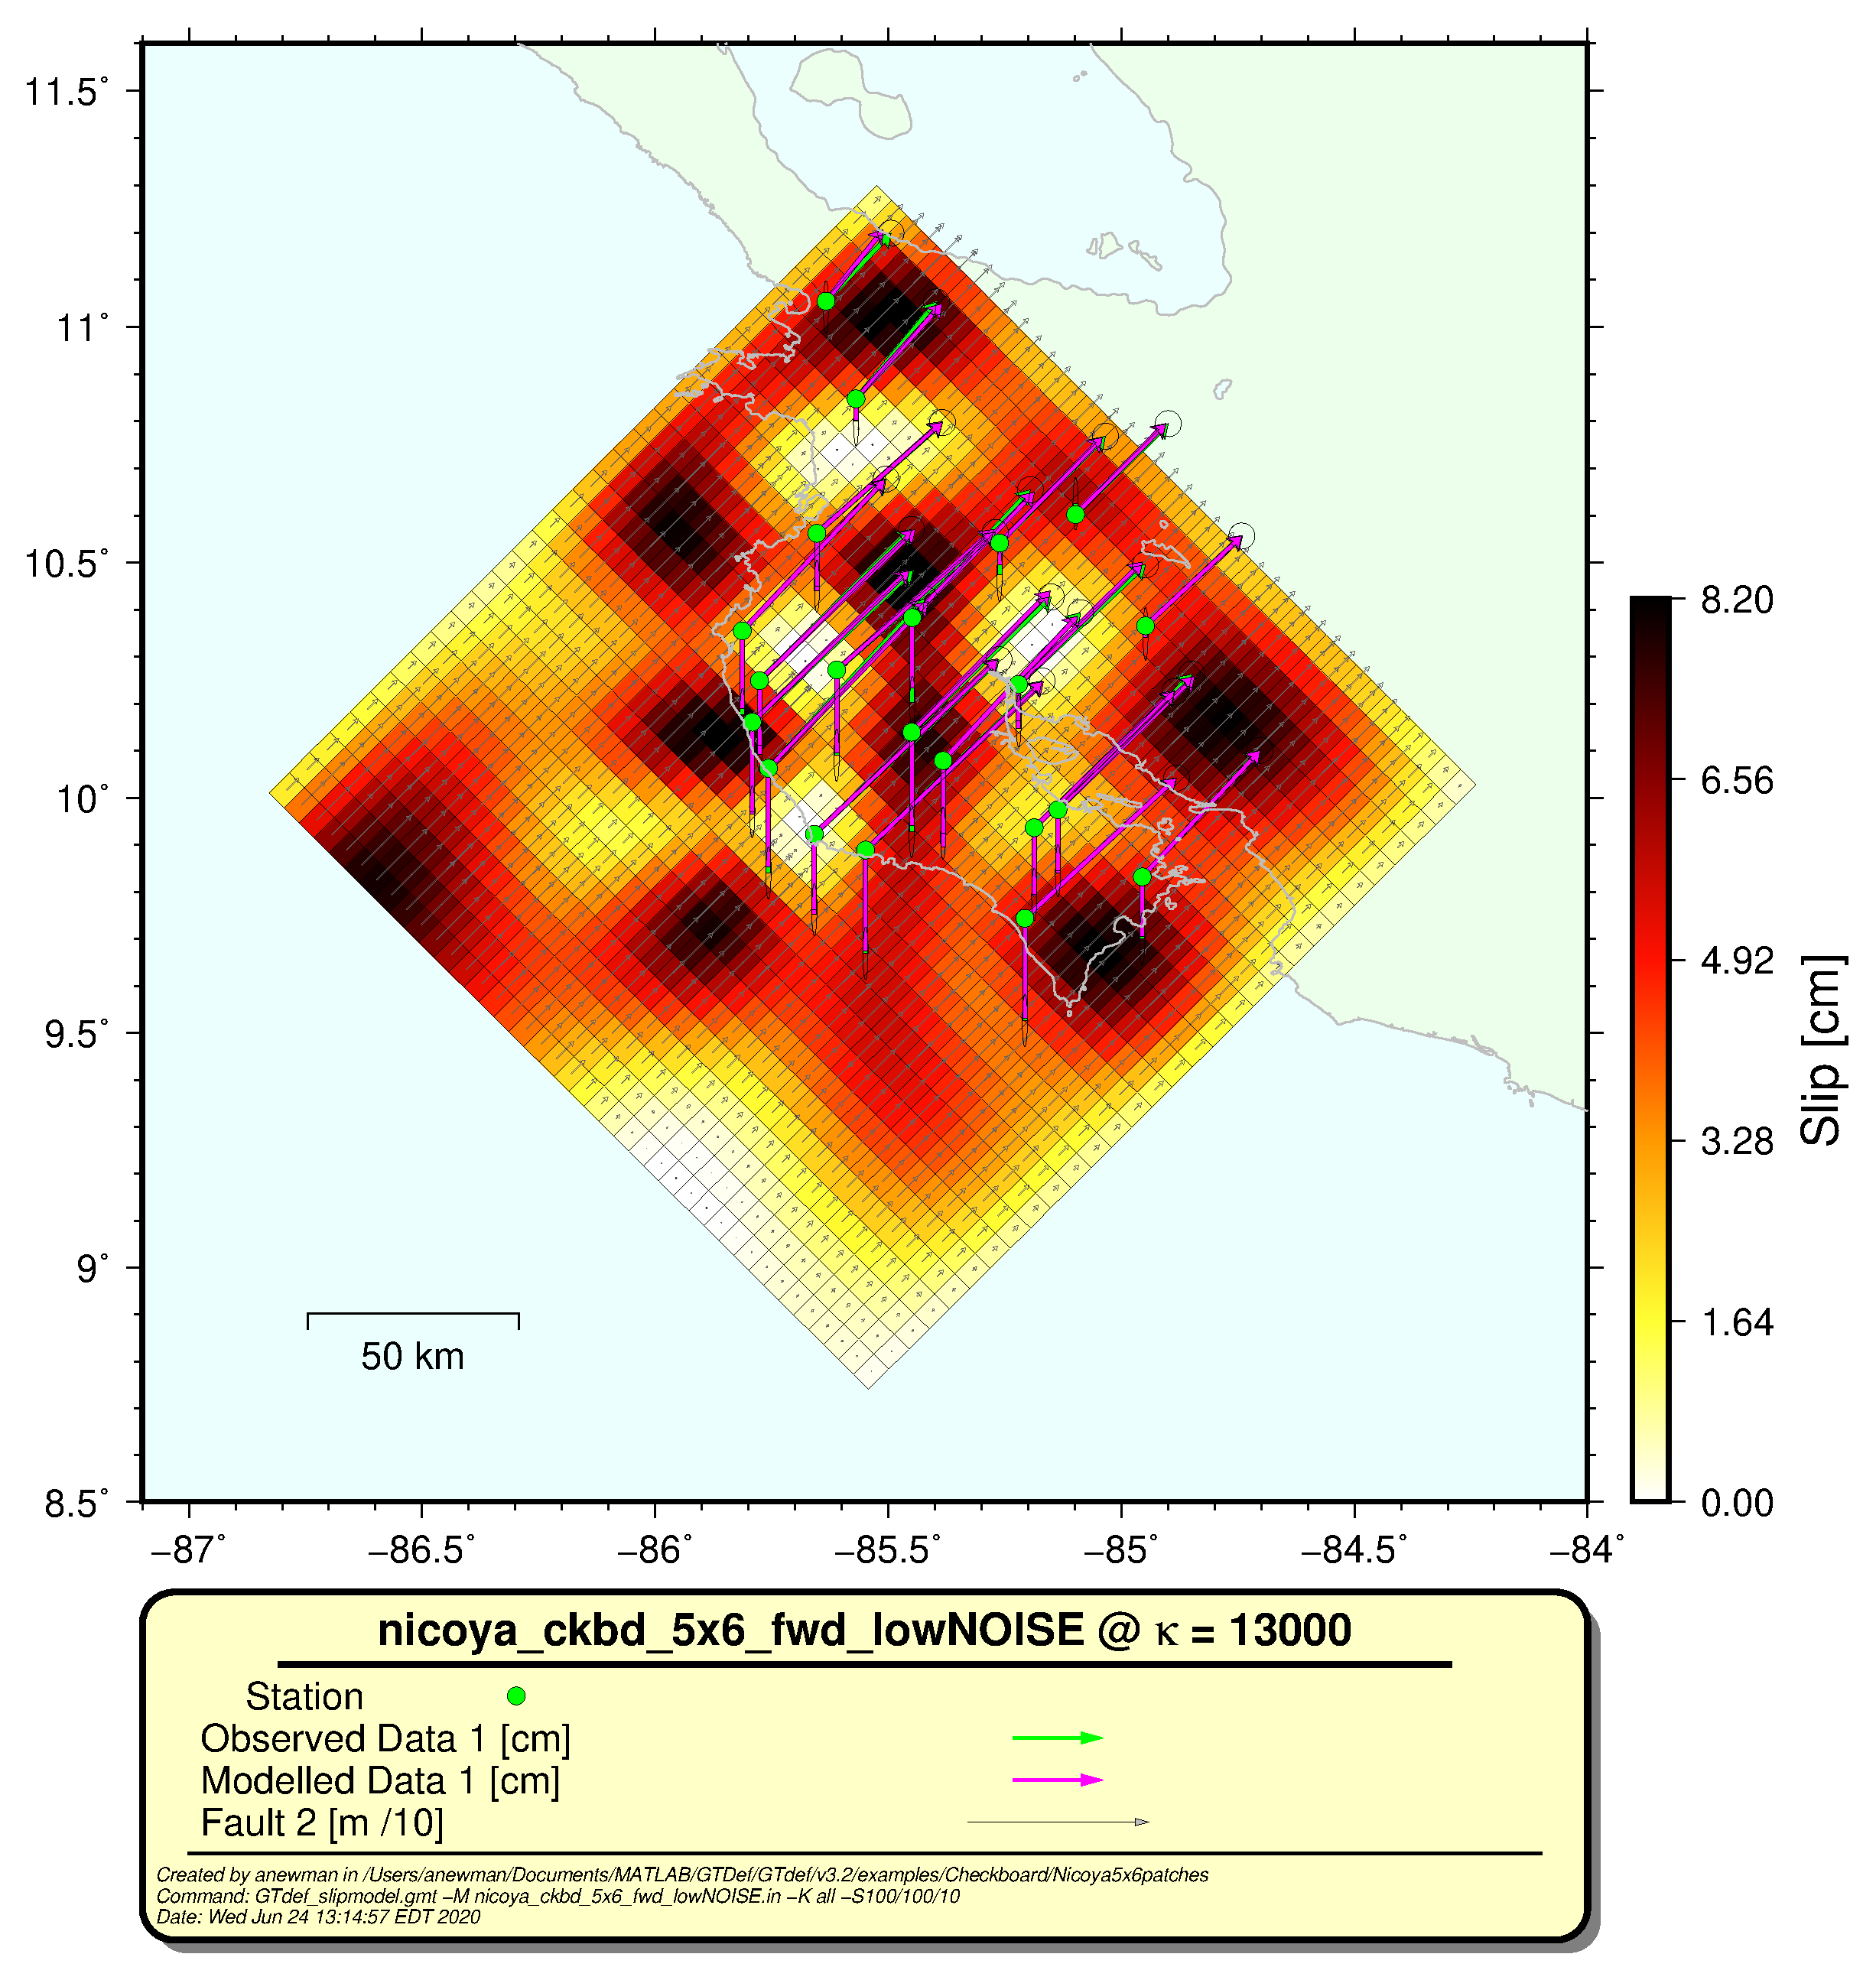 11.5°
11°
10.5°
10°
9.5°
9°
8.5°
−87°
−86.5°
−86°
−85.5°
−85°
−84.5°
−84°
50 km
8.20
6.56
4.92
3.28
1.64
0.00
Slip [cm]
nicoya_ckbd_5x6_fwd_lowNOISE @ κ = 13000
Station
Observed Data 1 [cm]
Modelled Data 1 [cm]
Fault 2 [m /10]
Created by anewman in /Users/anewman/Documents/MATLAB/GTDef/GTdef/v3.2/examples/Checkboard/Nicoya5x6patches
Command: GTdef_slipmodel.gmt −M nicoya_ckbd_5x6_fwd_lowNOISE.in −K all −S100/100/10
Date: Wed Jun 24 13:14:57 EDT 2020